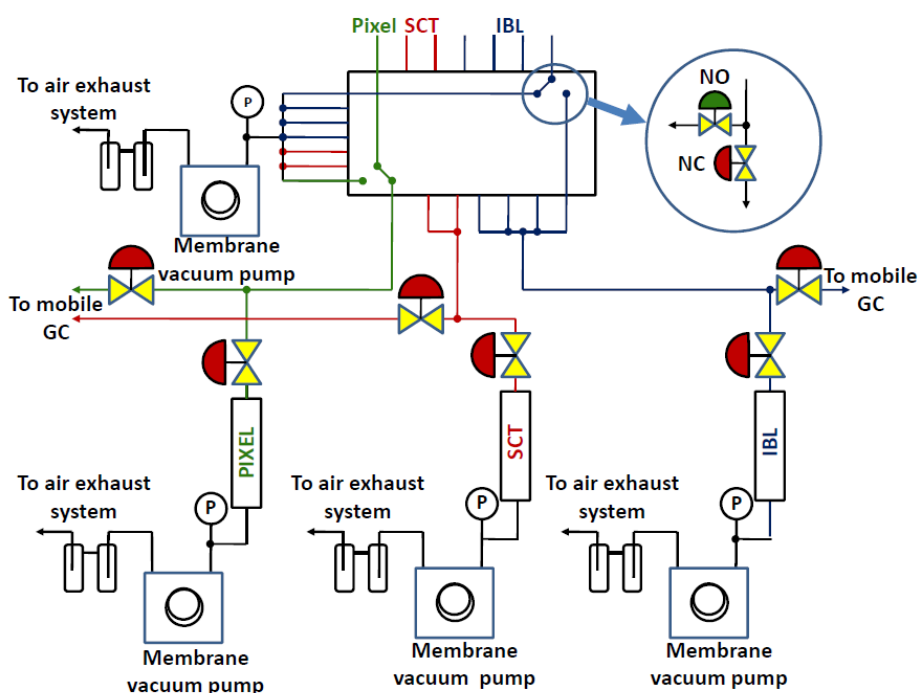 Pixel SCT IBL
To air exhaust
system
P
NO
NC
Membrane
vacuum pump
To mobile
GC
To mobile
GC
PIXEL
SCT
IBL
To air exhaust
system
P
To air exhaust
system
P
To air exhaust
system
P
Membrane
vacuum pump
Membrane
vacuum pump
Membrane
vacuum pump